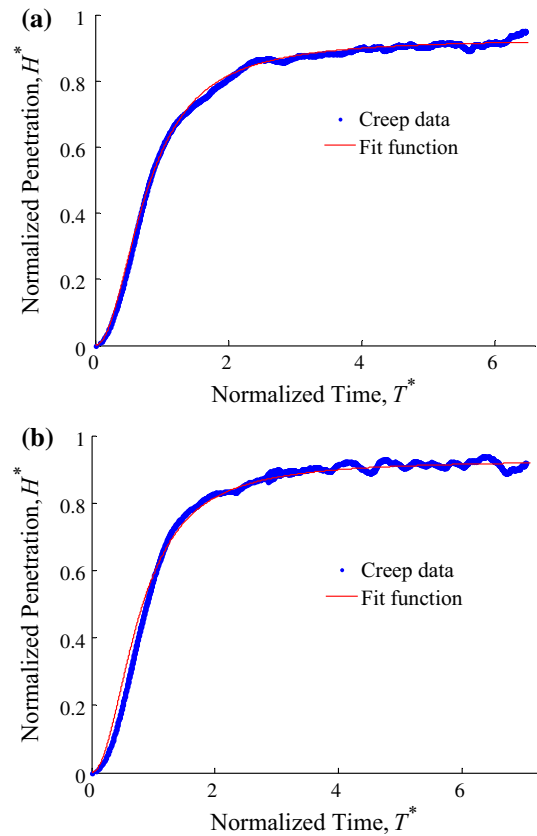 (a)
1
0.8
0.6
0.4
0.2
0
0 2 4 6
Normalized Penetration, H*
Normalized Time, T*
Creep data
Fit function
(b)
1
0.8
0.6
0.4
0.2
0
0 2 4 6
Normalized Penetration, H*
Normalized Time, T*
Creep data
Fit function